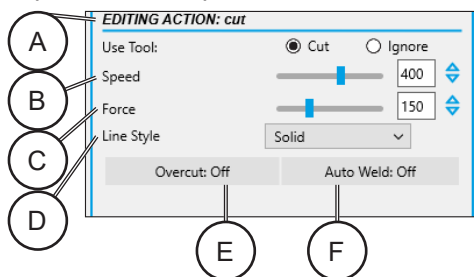 EDITING ACTION: cut
Use Tool: Cut Ignore
Speed 400
Force 150
Line Style Solid
Overcut: Off Auto Weld: Off
A
B
C
D
E
F